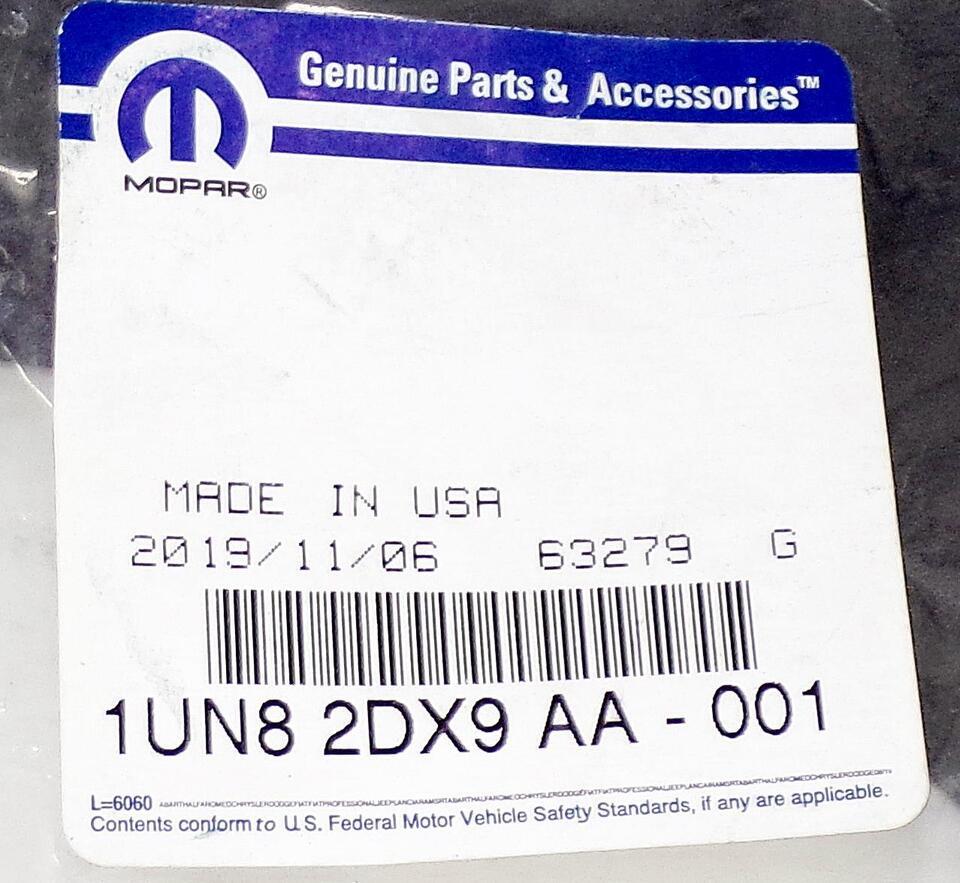 Genuine Parts & Accessories™
MOPAR®
MADE IN USA
2019/11/06 63279 G
1UN8 2DX9 AA - 001
L=6060
Contents conform to U.S. Federal Motor Vehicle Safety Standards, if any are applicable.